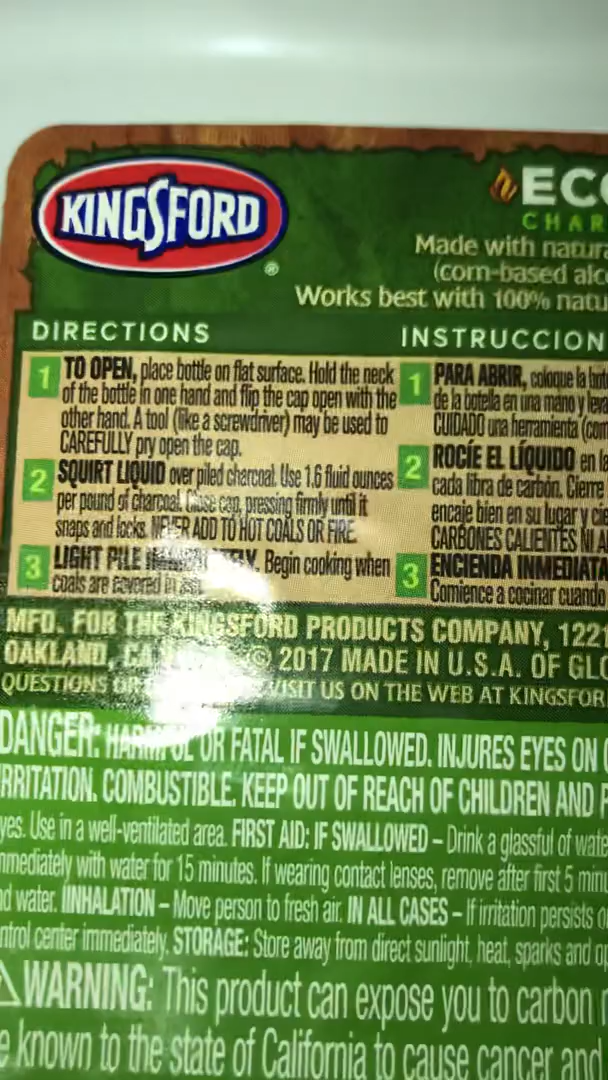 KINGSFORD
®
ECO
CHAR
Made with natura
(corn-based alco
Works best with 100% natu
DIRECTIONS
1 TO OPEN, place bottle on flat surface. Hold the neck
of the bottle in one hand and flip the cap open with the
other hand. A tool (like a screwdriver) may be used to
CAREFULLY pry open the cap.
2 SQUIRT LIQUID over piled charcoal. Use 1.6 fluid ounces
per pound of charcoal. Close cap, pressing firmly until it
snaps and locks. NEVER ADD TO HOT COALS OR FIRE.
3 LIGHT PILE Begin cooking when
coals are covered in ash.
INSTRUCCION
1 PARA ABRIR, coloque la bot
de la botella en una mano y leva
CUIDADO una herramienta (com
2 ROCÍE EL LÍQUIDO en la
cada libra de carbón. Cierre
encaje bien en su lugar y cie
CARBONES CALIENTES NI A
3 ENCIENDA INMEDIATA
Comience a cocinar cuando
MFD. FOR THE KINGSFORD PRODUCTS COMPANY, 1221
OAKLAND, CA © 2017 MADE IN U.S.A. OF GLO
QUESTIONS OR VISIT US ON THE WEB AT KINGSFOR
DANGER: HARMFUL OR FATAL IF SWALLOWED. INJURES EYES ON C
RRITATION. COMBUSTIBLE. KEEP OUT OF REACH OF CHILDREN AND P
yes. Use in a well-ventilated area. FIRST AID: IF SWALLOWED – Drink a glassful of wate
mmediately with water for 15 minutes. If wearing contact lenses, remove after first 5 minu
nd water. INHALATION – Move person to fresh air. IN ALL CASES – If irritation persists o
ntrol center immediately. STORAGE: Store away from direct sunlight, heat, sparks and op
WARNING: This product can expose you to carbon
e known to the state of California to cause cancer and